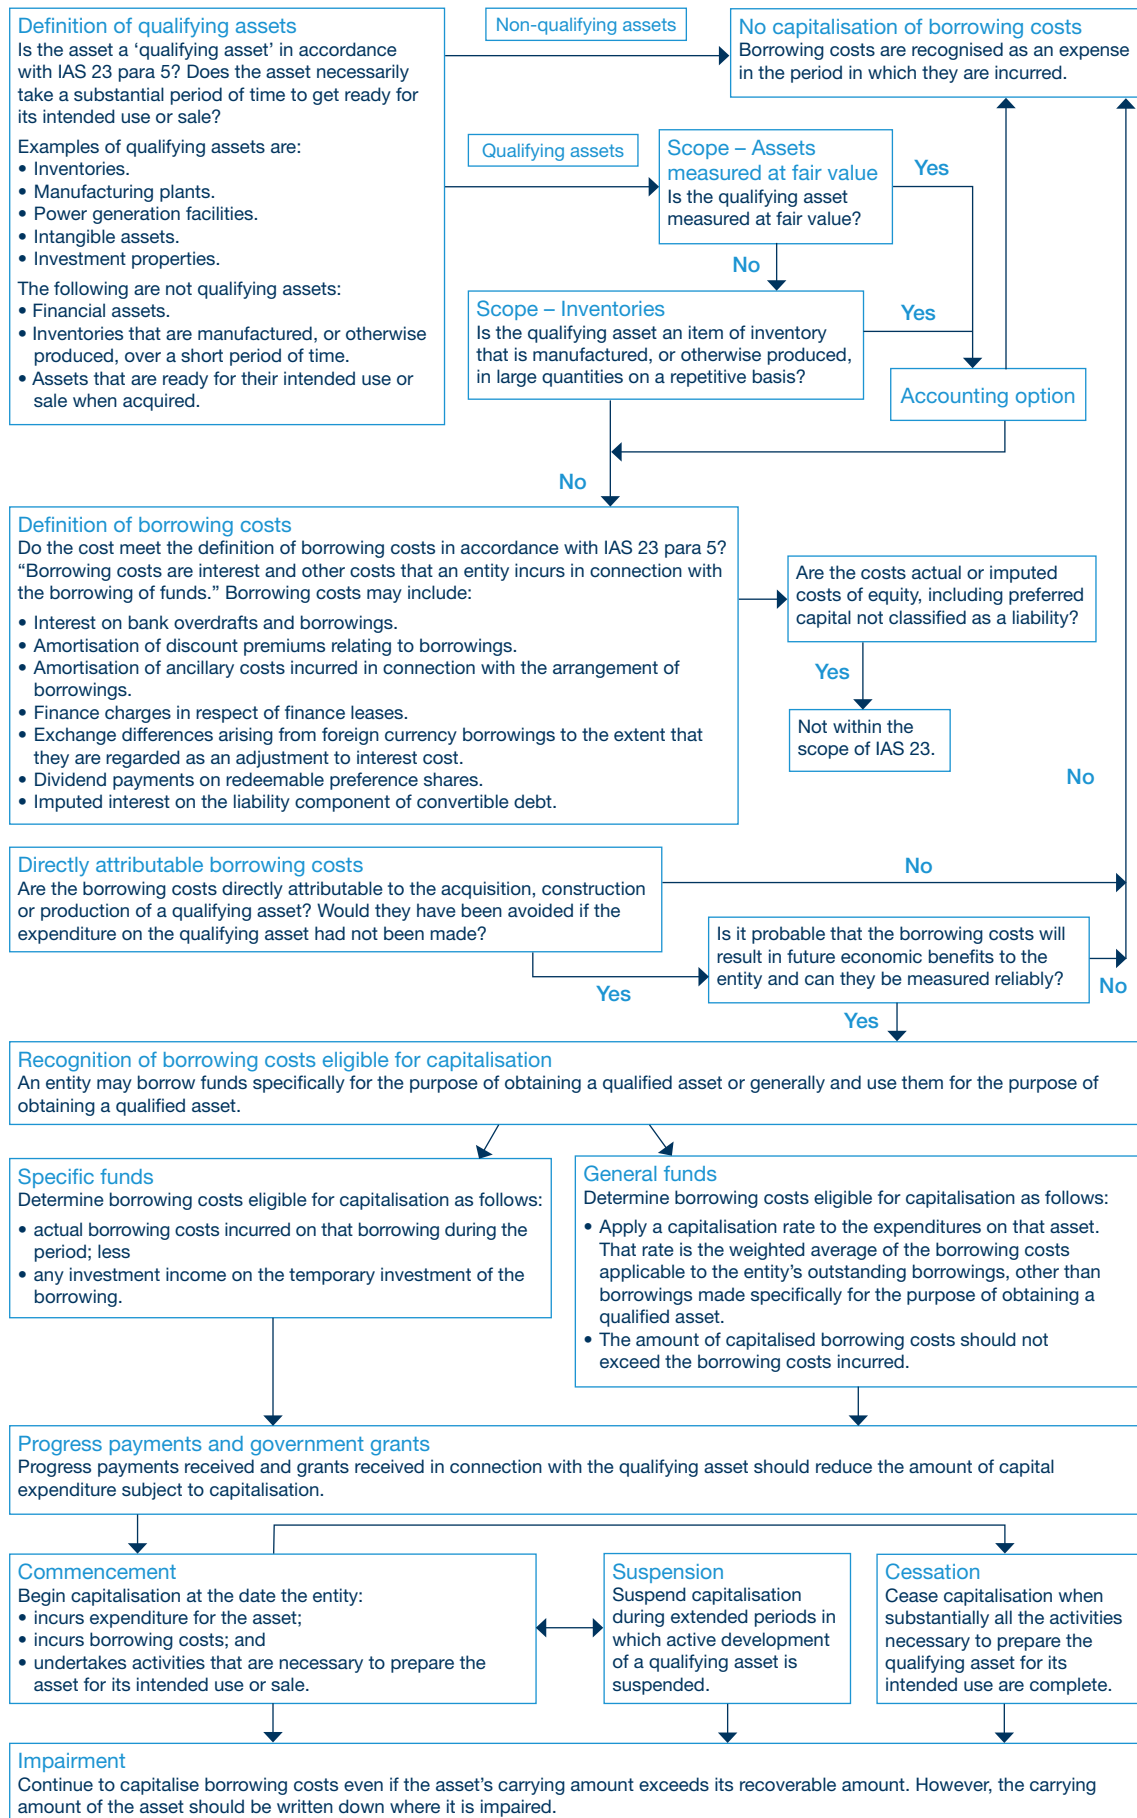 Definition of qualifying assets
Is the asset a ‘qualifying asset’ in accordance
with IAS 23 para 5? Does the asset necessarily
take a substantial period of time to get ready for
its intended use or sale?
Examples of qualifying assets are:
• Inventories.
• Manufacturing plants.
• Power generation facilities.
• Intangible assets.
• Investment properties.
The following are not qualifying assets:
• Financial assets.
• Inventories that are manufactured, or otherwise
produced, over a short period of time.
• Assets that are ready for their intended use or
sale when acquired.
Non-qualifying assets
No capitalisation of borrowing costs
Borrowing costs are recognised as an expense
in the period in which they are incurred.
Qualifying assets
Scope – Assets
measured at fair value
Is the qualifying asset
measured at fair value?
Yes
No
Scope – Inventories
Is the qualifying asset an item of inventory
that is manufactured, or otherwise produced,
in large quantities on a repetitive basis?
Yes
Accounting option
No
Definition of borrowing costs
Do the cost meet the definition of borrowing costs in accordance with IAS 23 para 5?
“Borrowing costs are interest and other costs that an entity incurs in connection with
the borrowing of funds.” Borrowing costs may include:
• Interest on bank overdrafts and borrowings.
• Amortisation of discount premiums relating to borrowings.
• Amortisation of ancillary costs incurred in connection with the arrangement of
borrowings.
• Finance charges in respect of finance leases.
• Exchange differences arising from foreign currency borrowings to the extent that
they are regarded as an adjustment to interest cost.
• Dividend payments on redeemable preference shares.
• Imputed interest on the liability component of convertible debt.
Are the costs actual or imputed
costs of equity, including preferred
capital not classified as a liability?
Yes
Not within the
scope of IAS 23.
No
Directly attributable borrowing costs
Are the borrowing costs directly attributable to the acquisition, construction
or production of a qualifying asset? Would they have been avoided if the
expenditure on the qualifying asset had not been made?
No
Yes
Is it probable that the borrowing costs will
result in future economic benefits to the
entity and can they be measured reliably?
No
Yes
Recognition of borrowing costs eligible for capitalisation
An entity may borrow funds specifically for the purpose of obtaining a qualified asset or generally and use them for the purpose of
obtaining a qualified asset.
Specific funds
Determine borrowing costs eligible for capitalisation as follows:
• actual borrowing costs incurred on that borrowing during the
period; less
• any investment income on the temporary investment of the
borrowing.
General funds
Determine borrowing costs eligible for capitalisation as follows:
• Apply a capitalisation rate to the expenditures on that asset.
That rate is the weighted average of the borrowing costs
applicable to the entity’s outstanding borrowings, other than
borrowings made specifically for the purpose of obtaining a
qualified asset.
• The amount of capitalised borrowing costs should not
exceed the borrowing costs incurred.
Progress payments and government grants
Progress payments received and grants received in connection with the qualifying asset should reduce the amount of capital
expenditure subject to capitalisation.
Commencement
Begin capitalisation at the date the entity:
• incurs expenditure for the asset;
• incurs borrowing costs; and
• undertakes activities that are necessary to prepare the
asset for its intended use or sale.
Suspension
Suspend capitalisation
during extended periods in
which active development
of a qualifying asset is
suspended.
Cessation
Cease capitalisation when
substantially all the activities
necessary to prepare the
qualifying asset for its
intended use are complete.
Impairment
Continue to capitalise borrowing costs even if the asset’s carrying amount exceeds its recoverable amount. However, the carrying
amount of the asset should be written down where it is impaired.